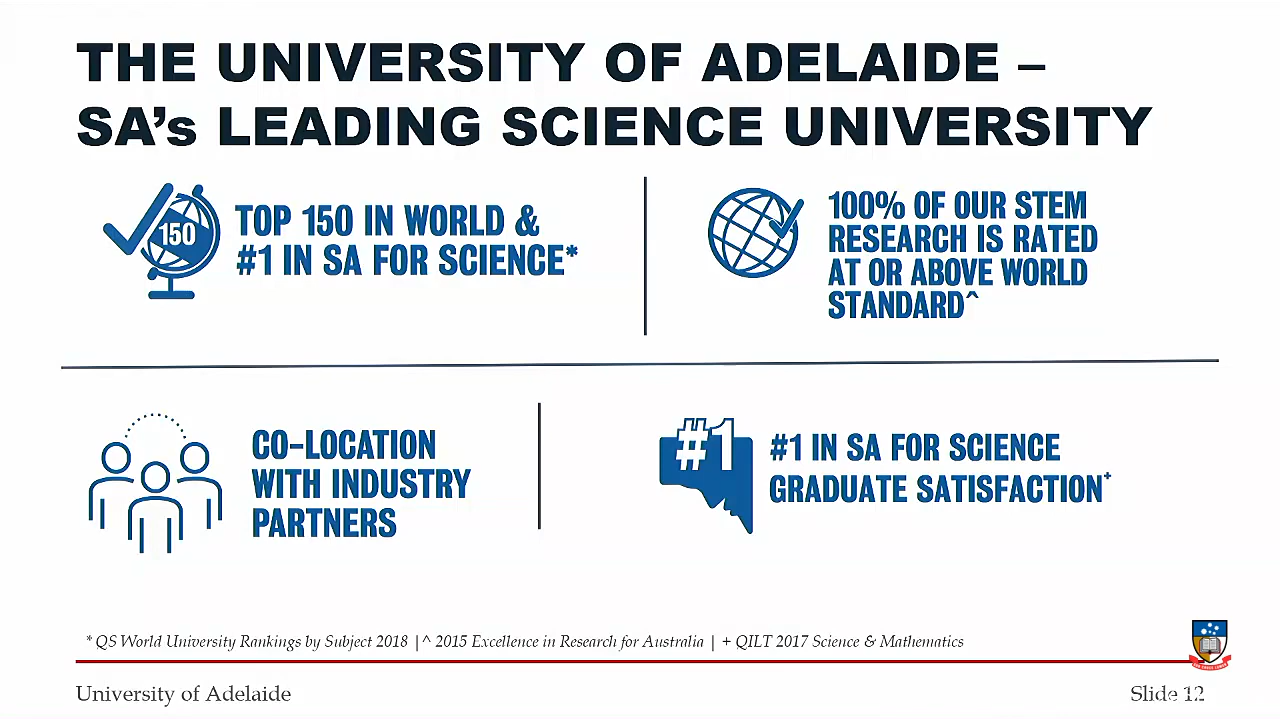 THE UNIVERSITY OF ADELAIDE –
SA's LEADING SCIENCE UNIVERSITY
150
TOP 150 IN WORLD &
#1 IN SA FOR SCIENCE*
100% OF OUR STEM
RESEARCH IS RATED
AT OR ABOVE WORLD
STANDARD^
CO-LOCATION
WITH INDUSTRY
PARTNERS
#1
#1 IN SA FOR SCIENCE
GRADUATE SATISFACTION+
* QS World University Rankings by Subject 2018 | ^ 2015 Excellence in Research for Australia | + QILT 2017 Science & Mathematics
University of Adelaide
Slide 12